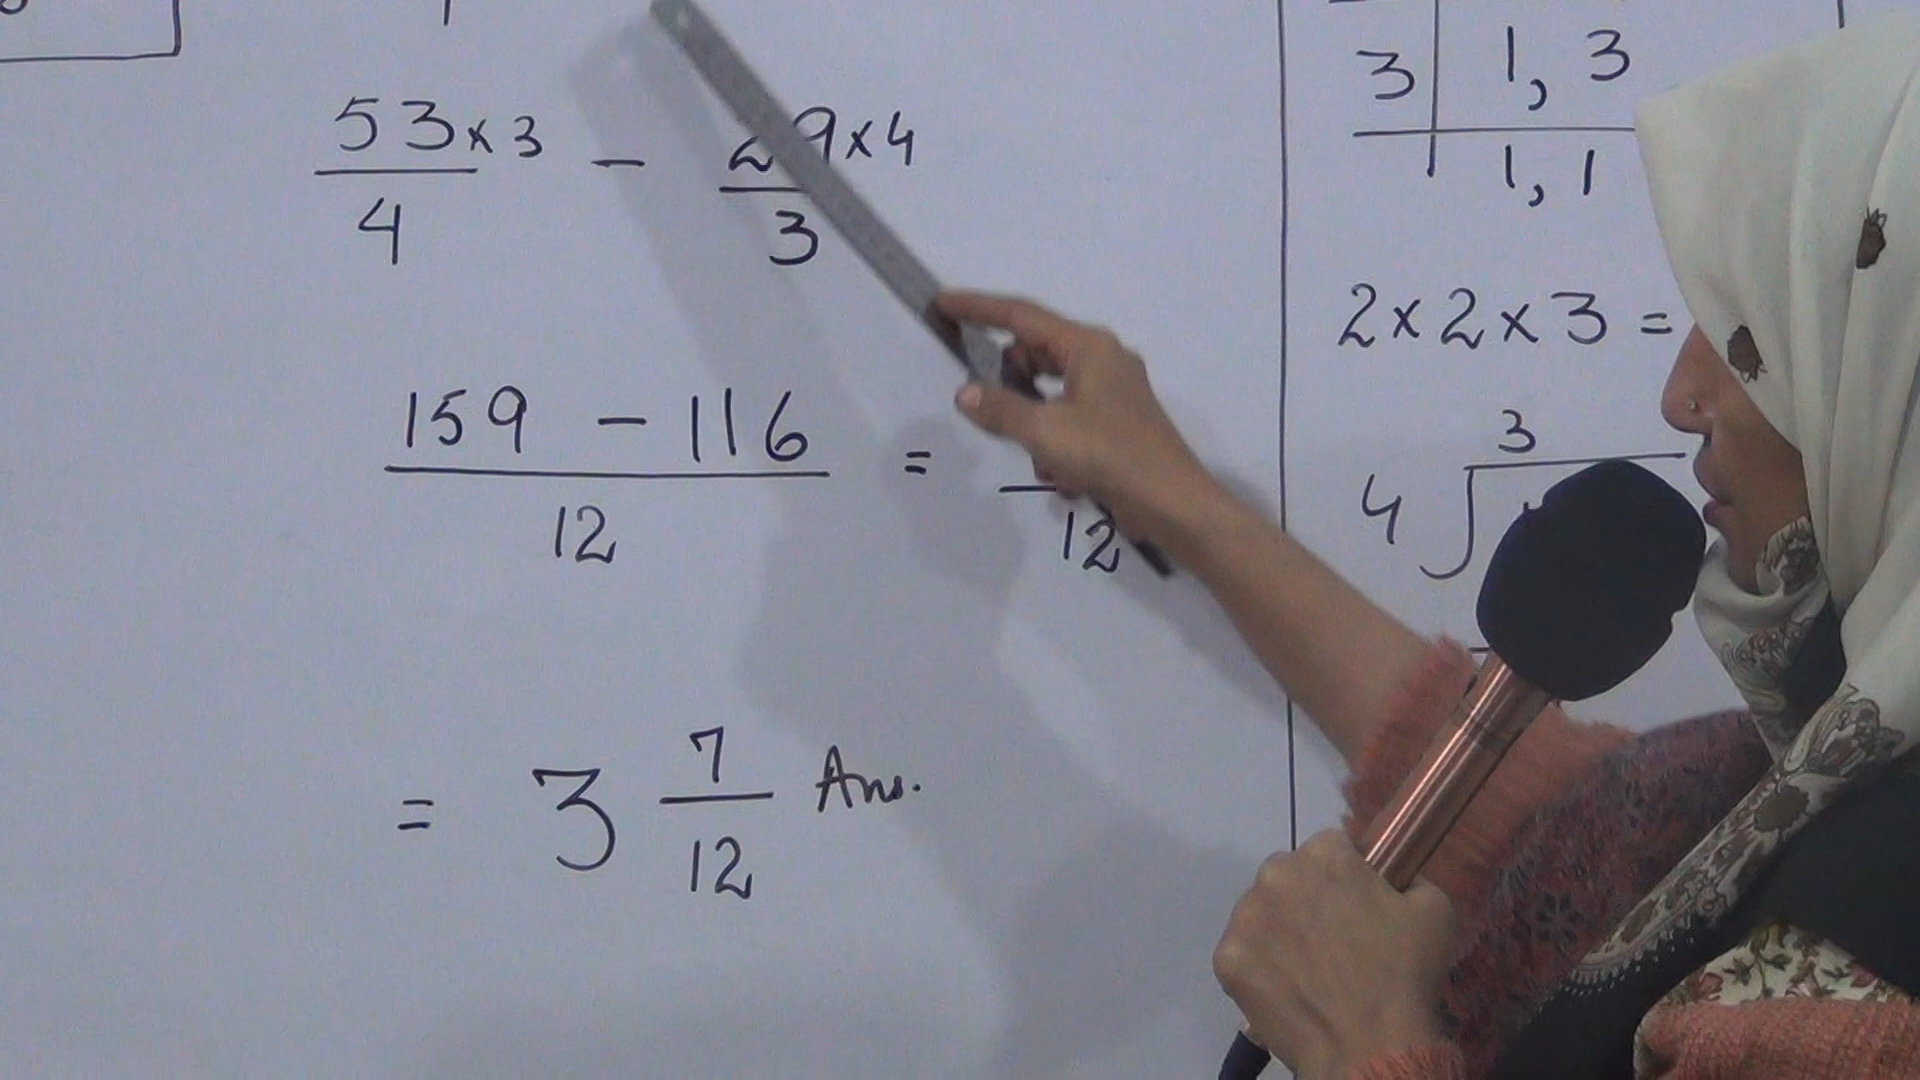 53 × 3 / 4 - 29 × 4 / 3
159 - 116 / 12 = / 12
= 3 7/12 Ans.
3 | 1, 3
1, 1
2 × 2 × 3 =
3
4